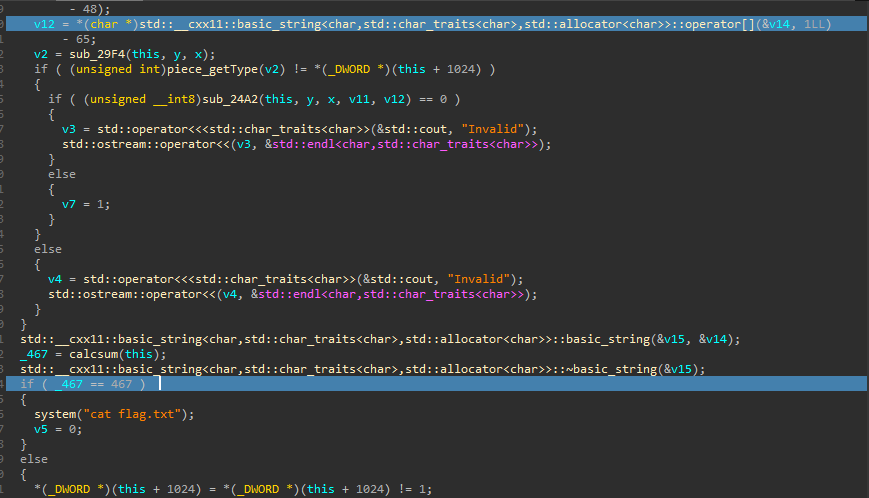 - 48);
v12 = *(char *)std::__cxx11::basic_string<char,std::char_traits<char>,std::allocator<char>>::operator[](&v14, 1LL)
- 65;
v2 = sub_29F4(this, y, x);
if ( (unsigned int)piece_getType(v2) != *(_DWORD *)(this + 1024) )
{
if ( (unsigned __int8)sub_24A2(this, y, x, v11, v12) == 0 )
{
v3 = std::operator<<<std::char_traits<char>>(&std::cout, "Invalid");
std::ostream::operator<<(v3, &std::endl<char,std::char_traits<char>>);
}
else
{
v7 = 1;
}
}
else
{
v4 = std::operator<<<std::char_traits<char>>(&std::cout, "Invalid");
std::ostream::operator<<(v4, &std::endl<char,std::char_traits<char>>);
}
}
std::__cxx11::basic_string<char,std::char_traits<char>,std::allocator<char>>::basic_string(&v15, &v14);
_467 = calcsum(this);
std::__cxx11::basic_string<char,std::char_traits<char>,std::allocator<char>>::~basic_string(&v15);
if ( _467 == 467 )
{
system("cat flag.txt");
v5 = 0;
}
else
{
*(_DWORD *)(this + 1024) = *(_DWORD *)(this + 1024) != 1;